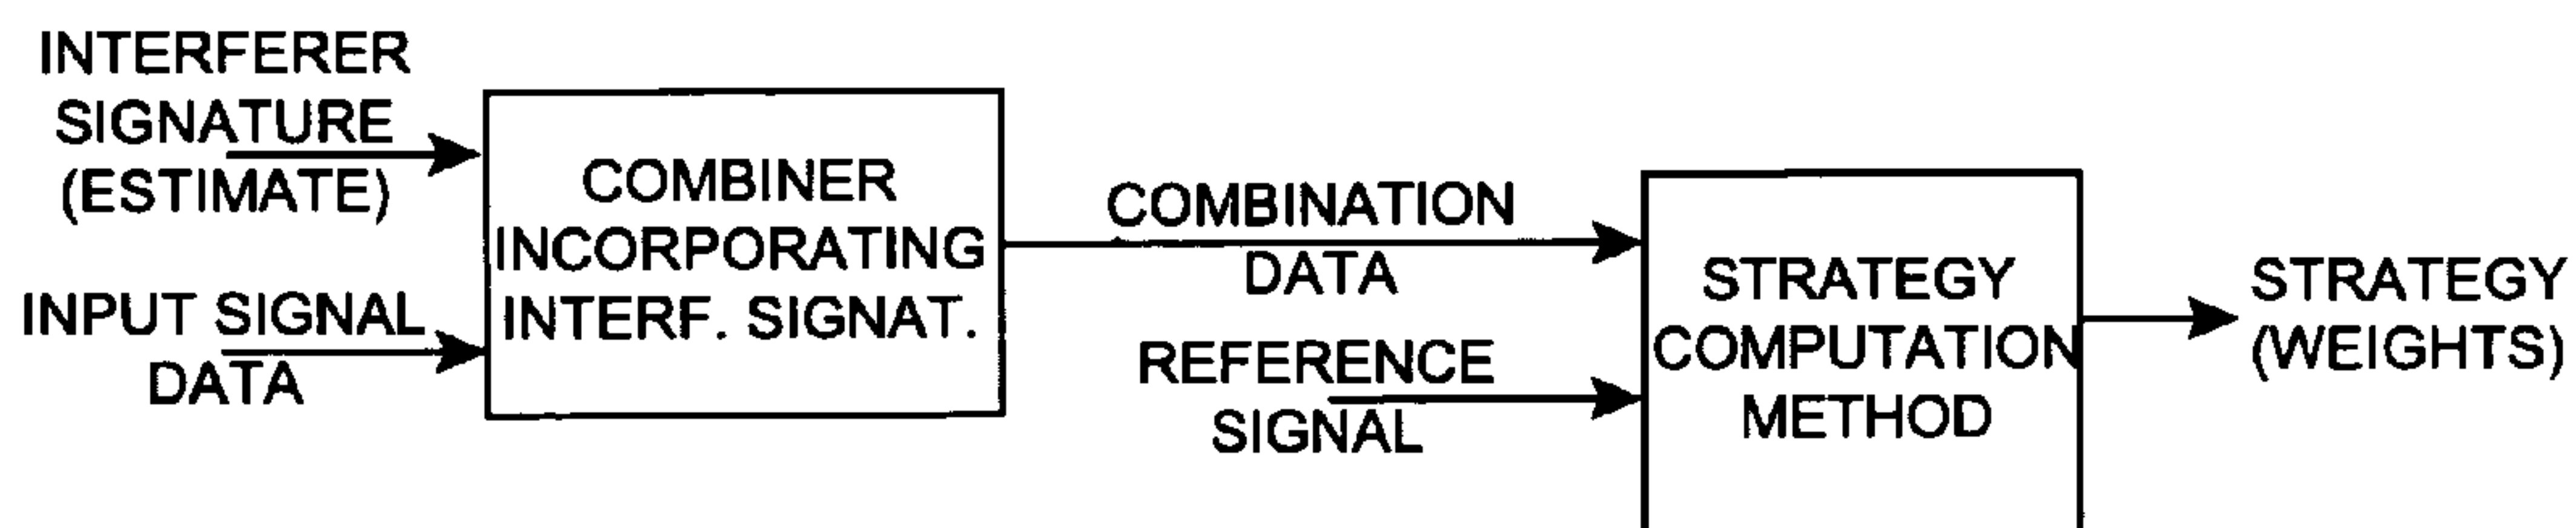 INTERFERER
SIGNATURE
(ESTIMATE)
INPUT SIGNAL
DATA
COMBINER
INCORPORATING
INTERF. SIGNAT.
COMBINATION
DATA
REFERENCE
SIGNAL
STRATEGY
COMPUTATION
METHOD
STRATEGY
(WEIGHTS)